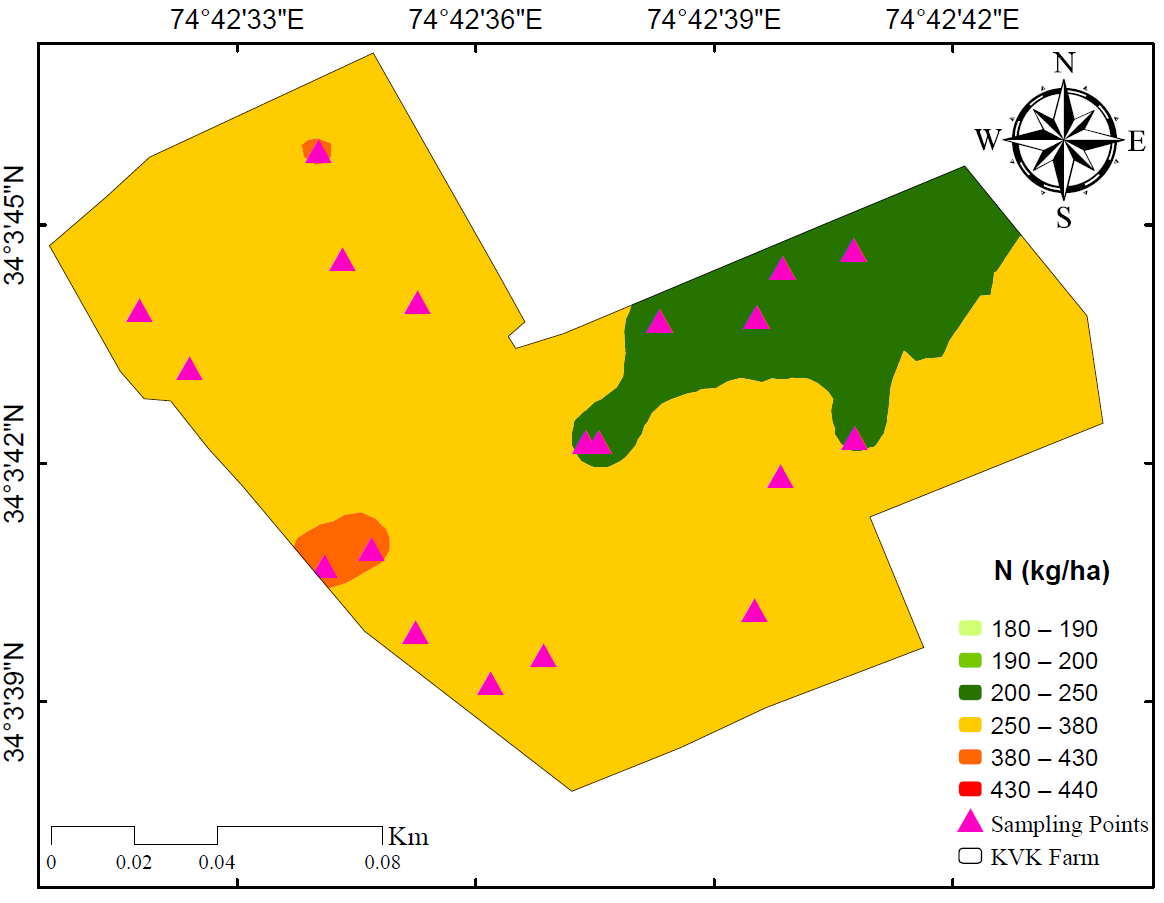 74°42'33"E 74°42'36"E 74°42'39"E 74°42'42"E
N
W E
S
34°3'45"N
34°3'42"N
34°3'39"N
N (kg/ha)
180 – 190
190 – 200
200 – 250
250 – 380
380 – 430
430 – 440
Sampling Points
KVK Farm
Km
0 0.02 0.04 0.08